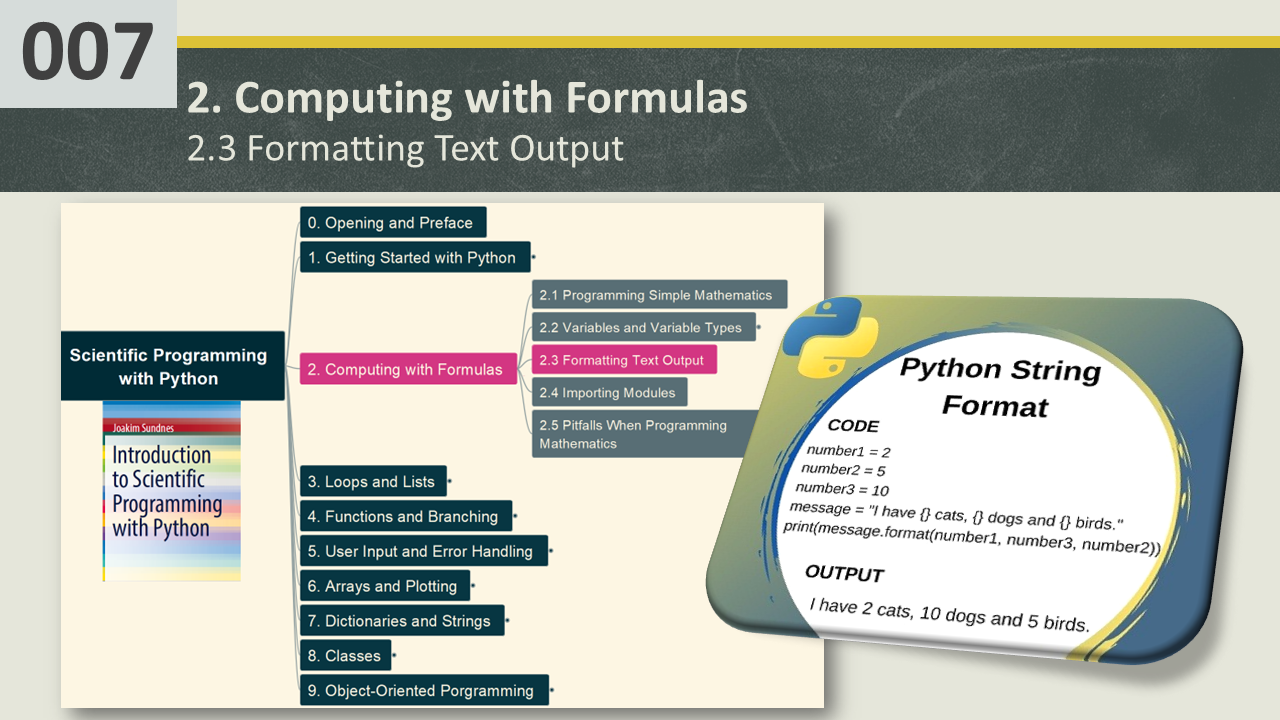 007
2. Computing with Formulas
2.3 Formatting Text Output
Scientific Programming
with Python
Joakim Sundnes
Introduction
to Scientific
Programming
with Python
0. Opening and Preface
1. Getting Started with Python
2. Computing with Formulas
2.1 Programming Simple Mathematics
2.2 Variables and Variable Types
2.3 Formatting Text Output
2.4 Importing Modules
2.5 Pitfalls When Programming
Mathematics
3. Loops and Lists
4. Functions and Branching
5. User Input and Error Handling
6. Arrays and Plotting
7. Dictionaries and Strings
8. Classes
9. Object-Oriented Porgramming
Python String
Format
CODE
number1 = 2
number2 = 5
number3 = 10
message = "I have {} cats, {} dogs and {} birds."
print(message.format(number1, number3, number2))
OUTPUT
I have 2 cats, 10 dogs and 5 birds.